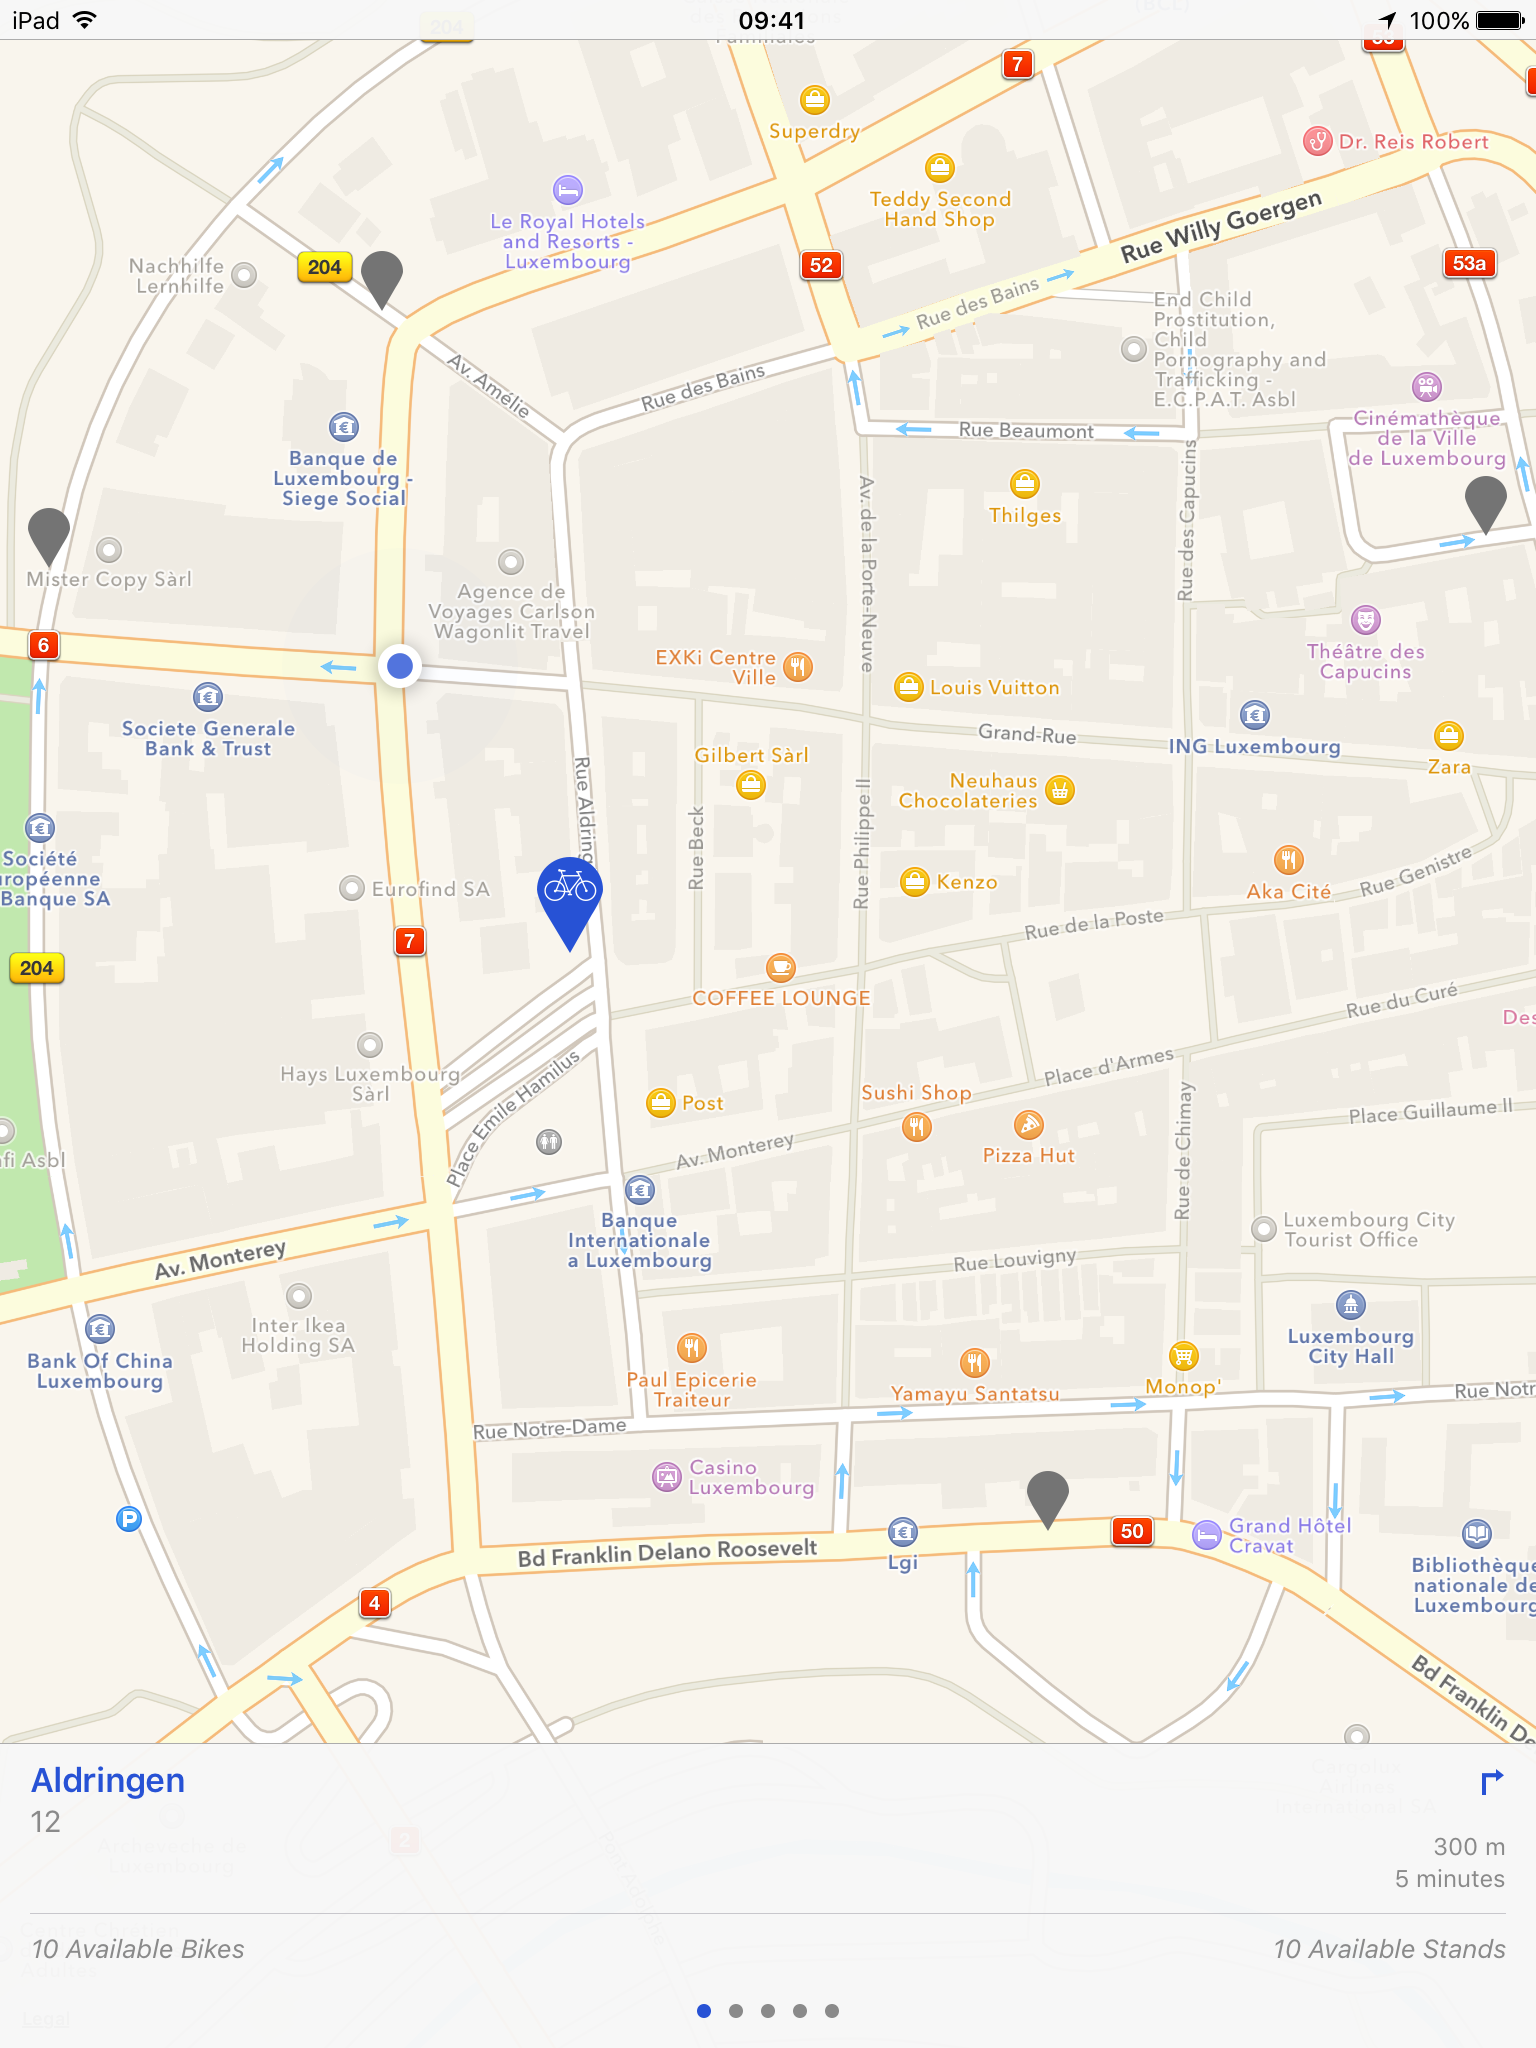 iPad
09:41
100%
204
7
Superdry
Dr. Reis Robert
Teddy Second
Hand Shop
Le Royal Hotels
and Resorts -
Luxembourg
Rue Willy Goergen
Nachhilfe
Lernhilfe
204
52
53a
Rue des Bains
End Child
Prostitution,
Child
Pornography and
Trafficking -
E.C.P.A.T. Asbl
Av. Amélie
Rue des Bains
Cinémathèque
de la Ville
de Luxembourg
Rue Beaumont
Banque de
Luxembourg -
Siege Social
Thilges
Av. de la Porte-Neuve
Rue des Capucins
Mister Copy Sàrl
Agence de
Voyages Carlson
Wagonlit Travel
6
EXKi Centre
Ville
Théâtre des
Capucins
Louis Vuitton
Societe Generale
Bank & Trust
Grand-Rue
ING Luxembourg
Gilbert Sàrl
Zara
Neuhaus
Chocolateries
Rue Aldring
Rue Beck
Rue Philippe II
Société
uropéenne
Banque SA
Eurofind SA
Kenzo
Aka Cité
Rue Genistre
7
Rue de la Poste
204
COFFEE LOUNGE
Rue du Curé
Des
Hays Luxembourg
Sàrl
Place Emile Hamilus
Place d'Armes
Post
Sushi Shop
Place Guillaume II
Pizza Hut
Av. Monterey
Rue de Chimay
fi Asbl
Banque
Internationale
a Luxembourg
Luxembourg City
Tourist Office
Av. Monterey
Rue Louvigny
Inter Ikea
Holding SA
Bank Of China
Luxembourg
Luxembourg
City Hall
Paul Epicerie
Traiteur
Yamayu Santatsu
Monop'
Rue Notr
Rue Notre-Dame
Casino
Luxembourg
P
50
Grand Hôtel
Cravat
Bd Franklin Delano Roosevelt
Lgi
Bibliothèque
nationale de
Luxembourg
4
Bd Franklin De
Aldringen
12
300 m
5 minutes
2
10 Available Bikes
10 Available Stands
Legal